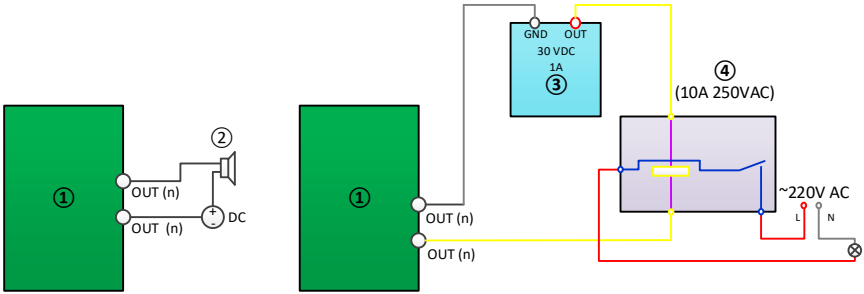 ①
OUT (n)
OUT (n)
②
+
-
DC
①
OUT (n)
OUT (n)
GND OUT
30 VDC
1A
③
④
(10A 250VAC)
~220V AC
L N